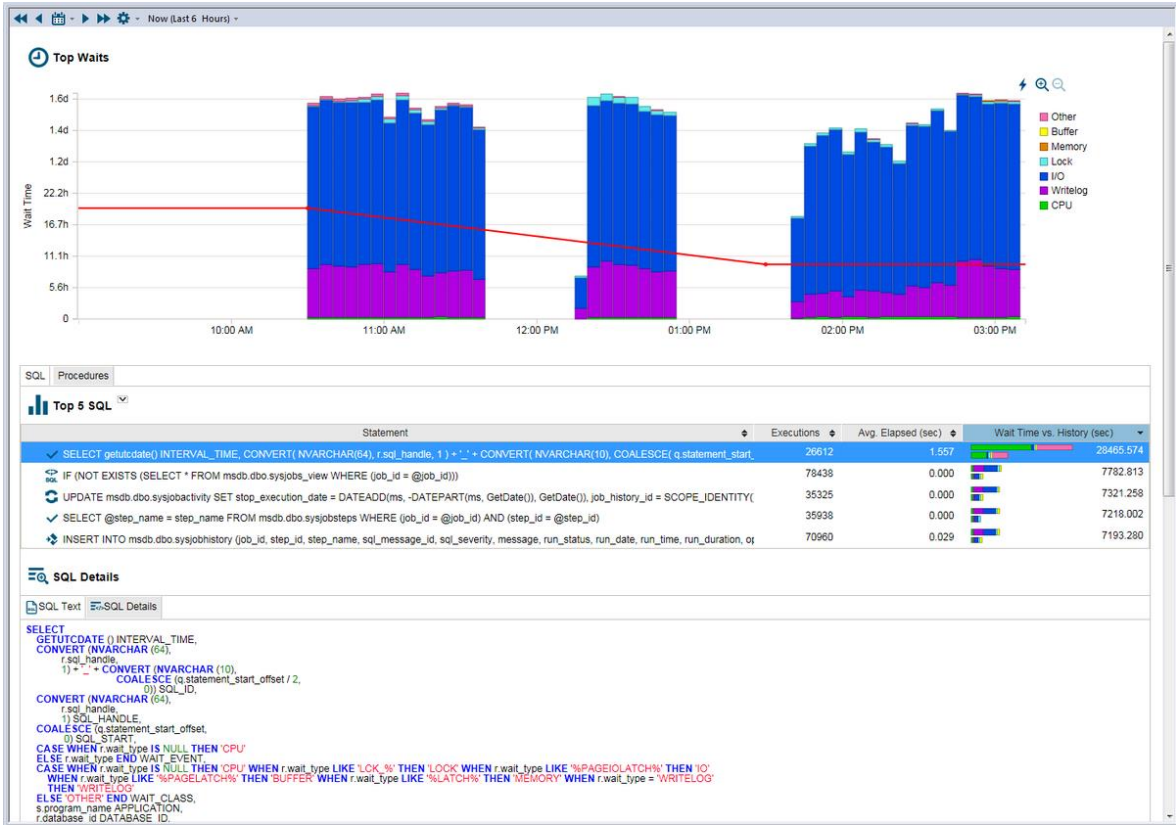 Now (Last 6 Hours)
Top Waits
1.6d
1.4d
1.2d
22.2h
16.7h
11.1h
5.6h
0
Wait Time
10:00 AM 11:00 AM 12:00 PM 01:00 PM 02:00 PM 03:00 PM
Other
Buffer
Memory
Lock
I/O
Writelog
CPU
SQL Procedures
Top 5 SQL
Statement Executions Avg. Elapsed (sec) Wait Time vs. History (sec)
SELECT getutcdate() INTERVAL_TIME, CONVERT( NVARCHAR(64), r.sql_handle, 1 ) + '_' + CONVERT( NVARCHAR(10), COALESCE( q.statement_start_ 26612 1.557 28465.574
IF (NOT EXISTS (SELECT * FROM msdb.dbo.sysjobs_view WHERE (job_id = @job_id))) 78438 0.000 7782.813
UPDATE msdb.dbo.sysjobactivity SET stop_execution_date = DATEADD(ms, -DATEPART(ms, GetDate()), GetDate()), job_history_id = SCOPE_IDENTITY( 35325 0.000 7321.258
SELECT @step_name = step_name FROM msdb.dbo.sysjobsteps WHERE (job_id = @job_id) AND (step_id = @step_id) 35938 0.000 7218.002
INSERT INTO msdb.dbo.sysjobhistory (job_id, step_id, step_name, sql_message_id, sql_severity, message, run_status, run_date, run_time, run_duration, op 70960 0.029 7193.280
SQL Details
SQL Text SQL Details
SELECT
GETUTCDATE () INTERVAL_TIME,
CONVERT (NVARCHAR (64),
r.sql_handle,
1) + '_' + CONVERT (NVARCHAR (10),
COALESCE (q.statement_start_offset / 2,
0)) SQL_ID,
CONVERT (NVARCHAR (64),
r.sql_handle,
1) SQL_HANDLE,
COALESCE (q.statement_start_offset,
0) SQL_START,
CASE WHEN r.wait_type IS NULL THEN 'CPU'
ELSE r.wait_type END WAIT_EVENT,
CASE WHEN r.wait_type IS NULL THEN 'CPU' WHEN r.wait_type LIKE 'LCK_%' THEN 'LOCK' WHEN r.wait_type LIKE '%PAGEIOLATCH%' THEN 'IO'
WHEN r.wait_type LIKE '%PAGELATCH%' THEN 'BUFFER' WHEN r.wait_type LIKE '%LATCH%' THEN 'MEMORY' WHEN r.wait_type = 'WRITELOG'
THEN 'WRITELOG'
ELSE 'OTHER' END WAIT_CLASS,
s.program_name APPLICATION,
r.database_id DATABASE_ID,